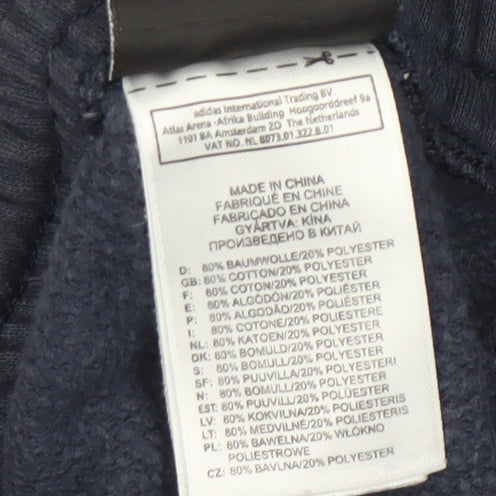 adidas International Trading BV
Atlas Arena -Afrika Building Hoogoorddreef 9a
1101 BA Amsterdam ZO The Netherlands
VAT NO. NL 8073.01.322.B.01
MADE IN CHINA
FABRIQUÉ EN CHINE
FABRICADO EN CHINA
GYÁRTVA: KÍNA
ПРОИЗВЕДЕНО В КИТАЙ
D: 80% BAUMWOLLE/20% POLYESTER
GB: 80% COTTON/20% POLYESTER
F: 80% COTON/20% POLYESTER
E: 80% ALGODÓN/20% POLIÉSTER
P: 80% ALGODÃO/20% POLIÉSTER
I: 80% COTONE/20% POLIESTERE
NL: 80% KATOEN/20% POLYESTER
DK: 80% BOMULD/20% POLYESTER
S: 80% BOMULL/20% POLYESTER
SF: 80% PUUVILLA/20% POLYESTERI
N: 80% BOMULL/20% POLYESTER
EST: 80% PUUVILL/20% POLÜESTER
LV: 80% KOKVILNA/20% POLIESTERIS
LT: 80% MEDVILNĖ/20% POLIESTERIS
PL: 80% BAWEŁNA/20% WŁÓKNO
POLIESTROWE
CZ: 80% BAVLNA/20% POLYESTER